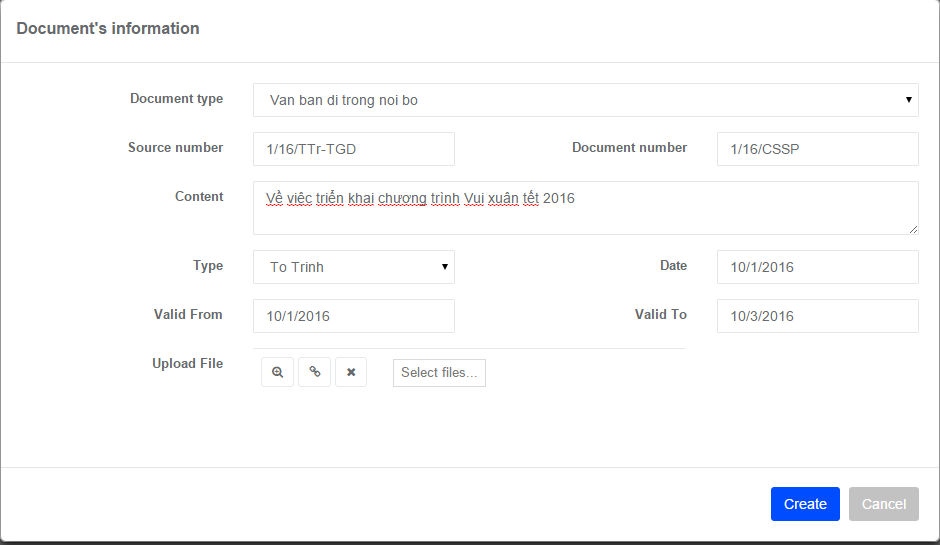 Document's information
Document type Van ban di trong noi bo
Source number 1/16/TTr-TGD Document number 1/16/CSSP
Content Về việc triển khai chương trình Vui xuân tết 2016
Type To Trinh Date 10/1/2016
Valid From 10/1/2016 Valid To 10/3/2016
Upload File Select files...
Create Cancel